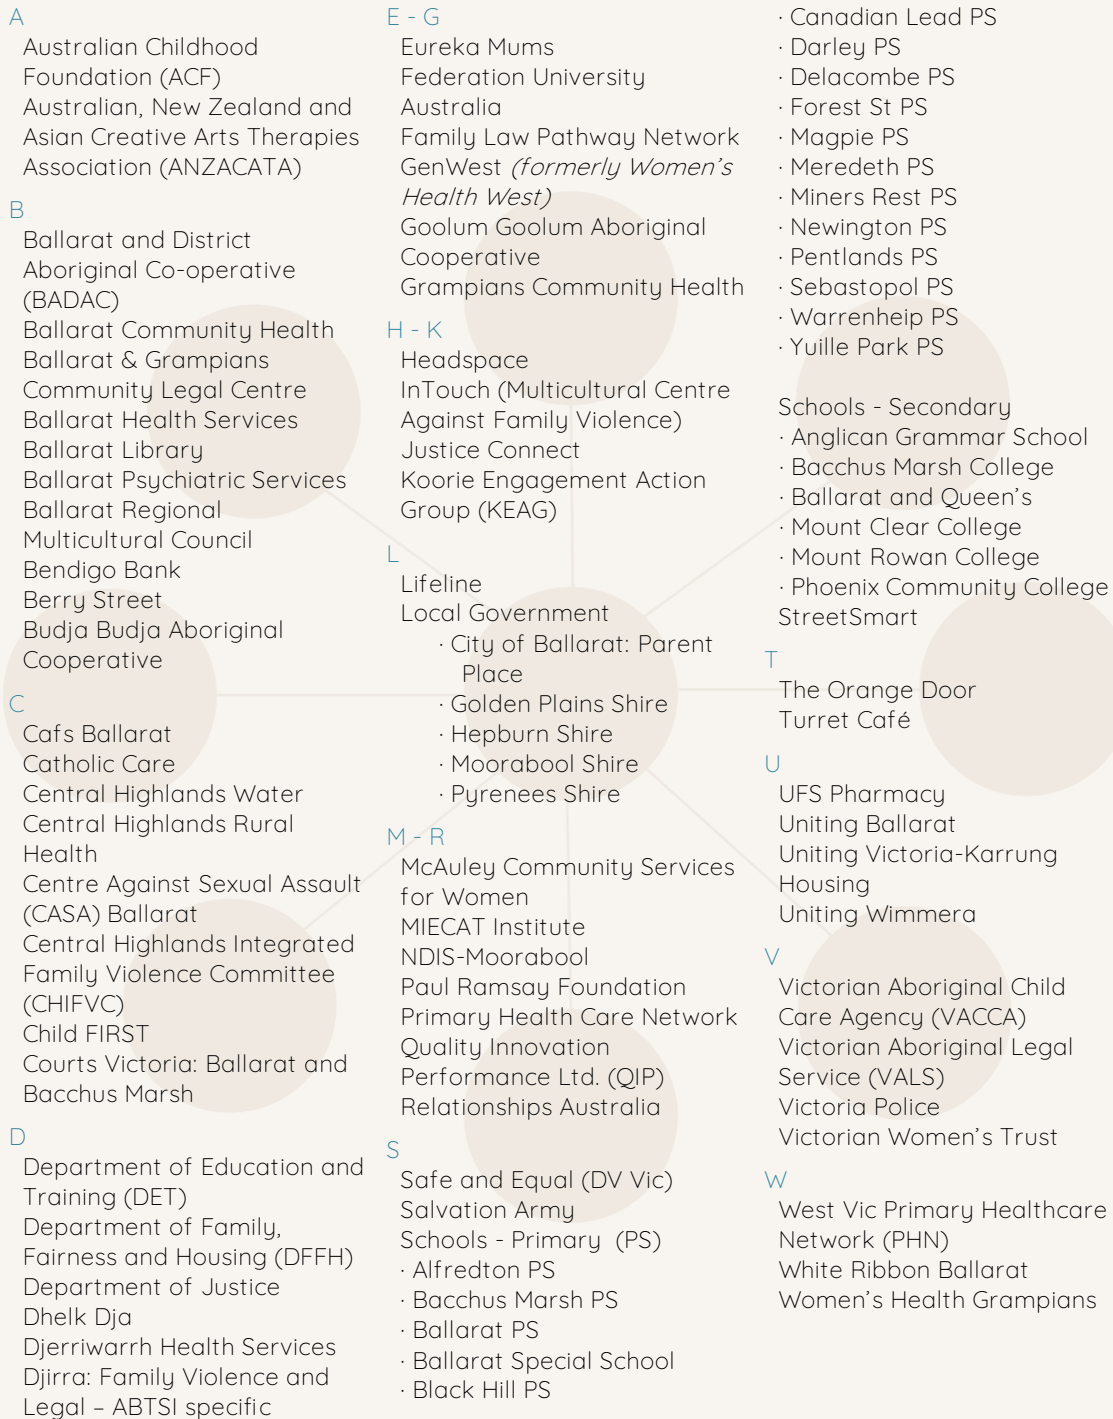 A
Australian Childhood
Foundation (ACF)
Australian, New Zealand and
Asian Creative Arts Therapies
Association (ANZACATA)
B
Ballarat and District
Aboriginal Co-operative
(BADAC)
Ballarat Community Health
Ballarat & Grampians
Community Legal Centre
Ballarat Health Services
Ballarat Library
Ballarat Psychiatric Services
Ballarat Regional
Multicultural Council
Bendigo Bank
Berry Street
Budja Budja Aboriginal
Cooperative
C
Cafs Ballarat
Catholic Care
Central Highlands Water
Central Highlands Rural
Health
Centre Against Sexual Assault
(CASA) Ballarat
Central Highlands Integrated
Family Violence Committee
(CHIFVC)
Child FIRST
Courts Victoria: Ballarat and
Bacchus Marsh
D
Department of Education and
Training (DET)
Department of Family,
Fairness and Housing (DFFH)
Department of Justice
Dhelk Dja
Djerriwarrh Health Services
Djirra: Family Violence and
Legal – ABTSI specific
E - G
Eureka Mums
Federation University
Australia
Family Law Pathway Network
GenWest (formerly Women's
Health West)
Goolum Goolum Aboriginal
Cooperative
Grampians Community Health
H - K
Headspace
InTouch (Multicultural Centre
Against Family Violence)
Justice Connect
Koorie Engagement Action
Group (KEAG)
L
Lifeline
Local Government
· City of Ballarat: Parent
Place
· Golden Plains Shire
· Hepburn Shire
· Moorabool Shire
· Pyrenees Shire
M - R
McAuley Community Services
for Women
MIECAT Institute
NDIS-Moorabool
Paul Ramsay Foundation
Primary Health Care Network
Quality Innovation
Performance Ltd. (QIP)
Relationships Australia
S
Safe and Equal (DV Vic)
Salvation Army
Schools - Primary (PS)
· Alfredton PS
· Bacchus Marsh PS
· Ballarat PS
· Ballarat Special School
· Black Hill PS
· Canadian Lead PS
· Darley PS
· Delacombe PS
· Forest St PS
· Magpie PS
· Meredeth PS
· Miners Rest PS
· Newington PS
· Pentlands PS
· Sebastopol PS
· Warrenheip PS
· Yuille Park PS
Schools - Secondary
· Anglican Grammar School
· Bacchus Marsh College
· Ballarat and Queen's
· Mount Clear College
· Mount Rowan College
· Phoenix Community College
StreetSmart
T
The Orange Door
Turret Café
U
UFS Pharmacy
Uniting Ballarat
Uniting Victoria-Karrung
Housing
Uniting Wimmera
V
Victorian Aboriginal Child
Care Agency (VACCA)
Victorian Aboriginal Legal
Service (VALS)
Victoria Police
Victorian Women's Trust
W
West Vic Primary Healthcare
Network (PHN)
White Ribbon Ballarat
Women's Health Grampians